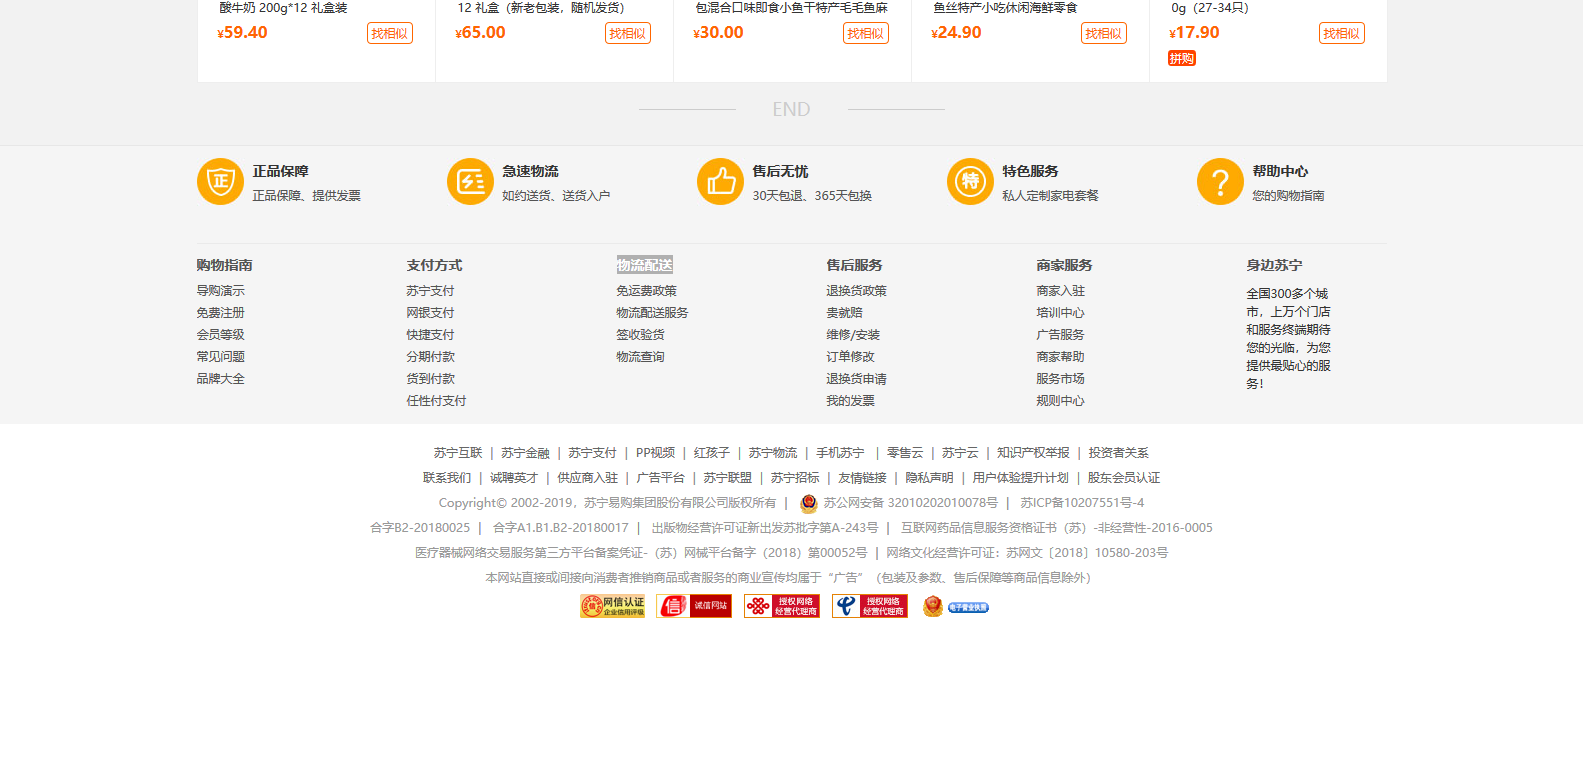 酸牛奶 200g*12 礼盒装
12 礼盒（新老包装，随机发货）
包混合口味即食小鱼干特产毛毛鱼麻
鱼丝特产小吃休闲海鲜零食
0g（27-34只）
¥59.40 找相似
¥65.00 找相似
¥30.00 找相似
¥24.90 找相似
¥17.90 找相似
拼购
END
正
正品保障
正品保障、提供发票
急速物流
如约送货、送货入户
售后无忧
30天包退、365天包换
特
特色服务
私人定制家电套餐
?
帮助中心
您的购物指南
购物指南
导购演示
免费注册
会员等级
常见问题
品牌大全
支付方式
苏宁支付
网银支付
快捷支付
分期付款
货到付款
任性付支付
物流配送
免运费政策
物流配送服务
签收验货
物流查询
售后服务
退换货政策
贵就赔
维修/安装
订单修改
退换货申请
我的发票
商家服务
商家入驻
培训中心
广告服务
商家帮助
服务市场
规则中心
身边苏宁
全国300多个城
市，上万个门店
和服务终端期待
您的光临，为您
提供最贴心的服
务！
苏宁互联 | 苏宁金融 | 苏宁支付 | PP视频 | 红孩子 | 苏宁物流 | 手机苏宁 | 零售云 | 苏宁云 | 知识产权举报 | 投资者关系
联系我们 | 诚聘英才 | 供应商入驻 | 广告平台 | 苏宁联盟 | 苏宁招标 | 友情链接 | 隐私声明 | 用户体验提升计划 | 股东会员认证
Copyright© 2002-2019，苏宁易购集团股份有限公司版权所有 | 苏公网安备 32010202010078号 | 苏ICP备10207551号-4
合字B2-20180025 | 合字A1.B1.B2-20180017 | 出版物经营许可证新出发苏批字第A-243号 | 互联网药品信息服务资格证书（苏）-非经营性-2016-0005
医疗器械网络交易服务第三方平台备案凭证-（苏）网械平台备字（2018）第00052号 | 网络文化经营许可证：苏网文〔2018〕10580-203号
本网站直接或间接向消费者推销商品或者服务的商业宣传均属于“广告”（包装及参数、售后保障等商品信息除外）
信 网信认证
企业信用评级
信 诚信网站
授权网络
经营代理商
授权网络
经营代理商
电子营业执照